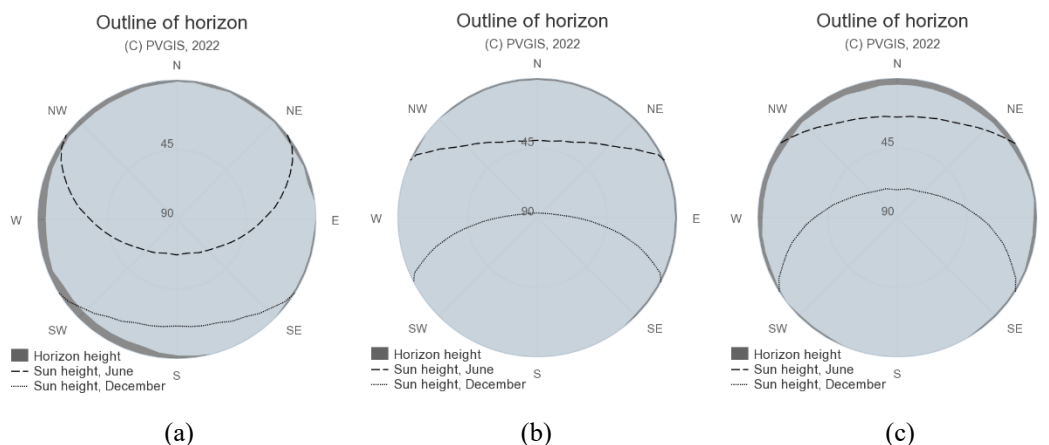 Outline of horizon
(C) PVGIS, 2022
N
NW
NE
45
W
90
E
SW
SE
S
Horizon height
Sun height, June
Sun height, December
(a)
Outline of horizon
(C) PVGIS, 2022
N
NW
NE
45
W
90
E
SW
SE
S
Horizon height
Sun height, June
Sun height, December
(b)
Outline of horizon
(C) PVGIS, 2022
N
NW
NE
45
W
90
E
SW
SE
S
Horizon height
Sun height, June
Sun height, December
(c)